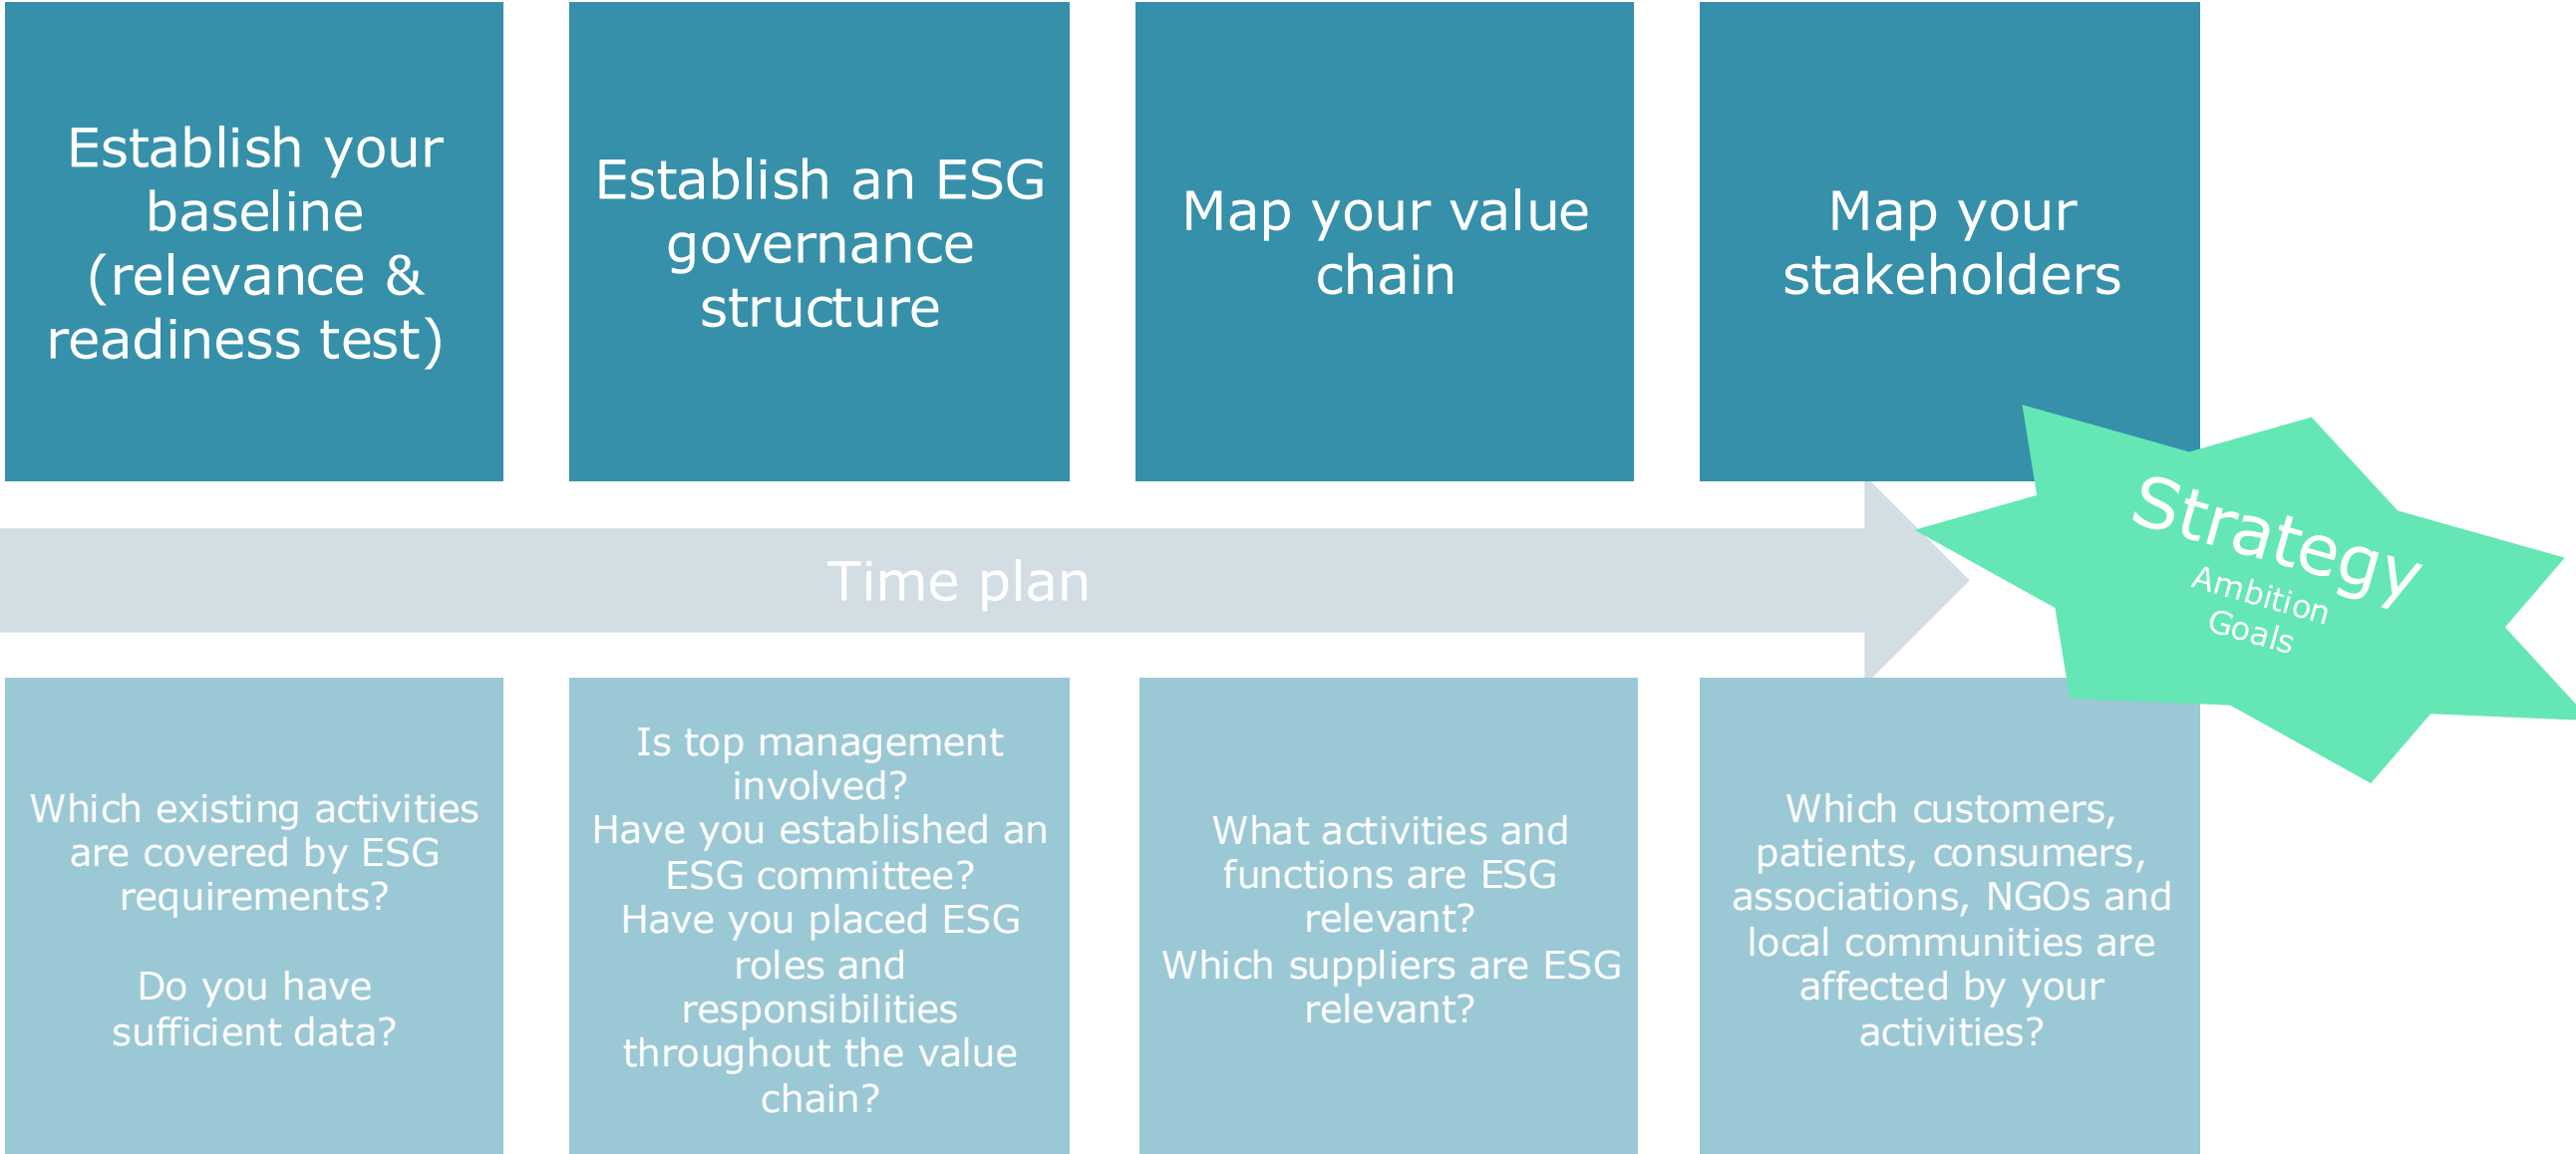 Establish your
baseline
(relevance &
readiness test)
Establish an ESG
governance
structure
Map your value
chain
Map your
stakeholders
Time plan
Strategy
Ambition
Goals
Which existing activities
are covered by ESG
requirements?
Do you have
sufficient data?
Is top management
involved?
Have you established an
ESG committee?
Have you placed ESG
roles and
responsibilities
throughout the value
chain?
What activities and
functions are ESG
relevant?
Which suppliers are ESG
relevant?
Which customers,
patients, consumers,
associations, NGOs and
local communities are
affected by your
activities?